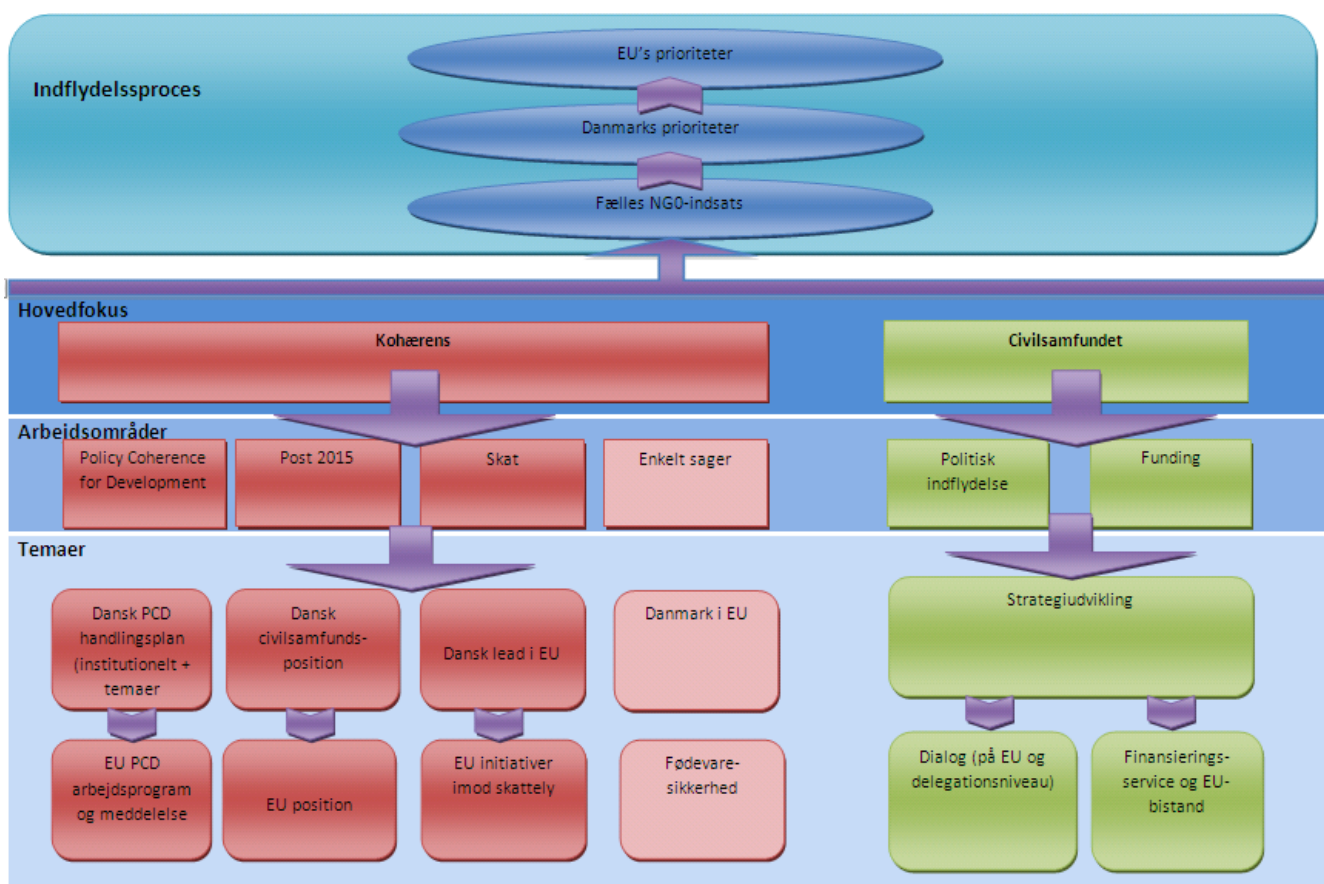 EU's prioriteter
Indflydelssproces
Danmarks prioriteter
Fælles NGO-indsats
Hovedfokus
Kohærens
Civilsamfundet
Arbejdsområder
Policy Coherence
for Development
Post 2015
Skat
Enkelt sager
Politisk
indflydelse
Funding
Temaer
Dansk PCD
handlingsplan
(institutionelt +
temaer
Dansk
civilsamfunds-
position
Dansk lead i EU
Danmark i EU
Strategiudvikling
EU PCD
arbejdsprogram
og meddelelse
EU position
EU initiativer
imod skattely
Fødevare-
sikkerhed
Dialog (på EU og
delegationsniveau)
Finansierings-
service og EU-
bistand